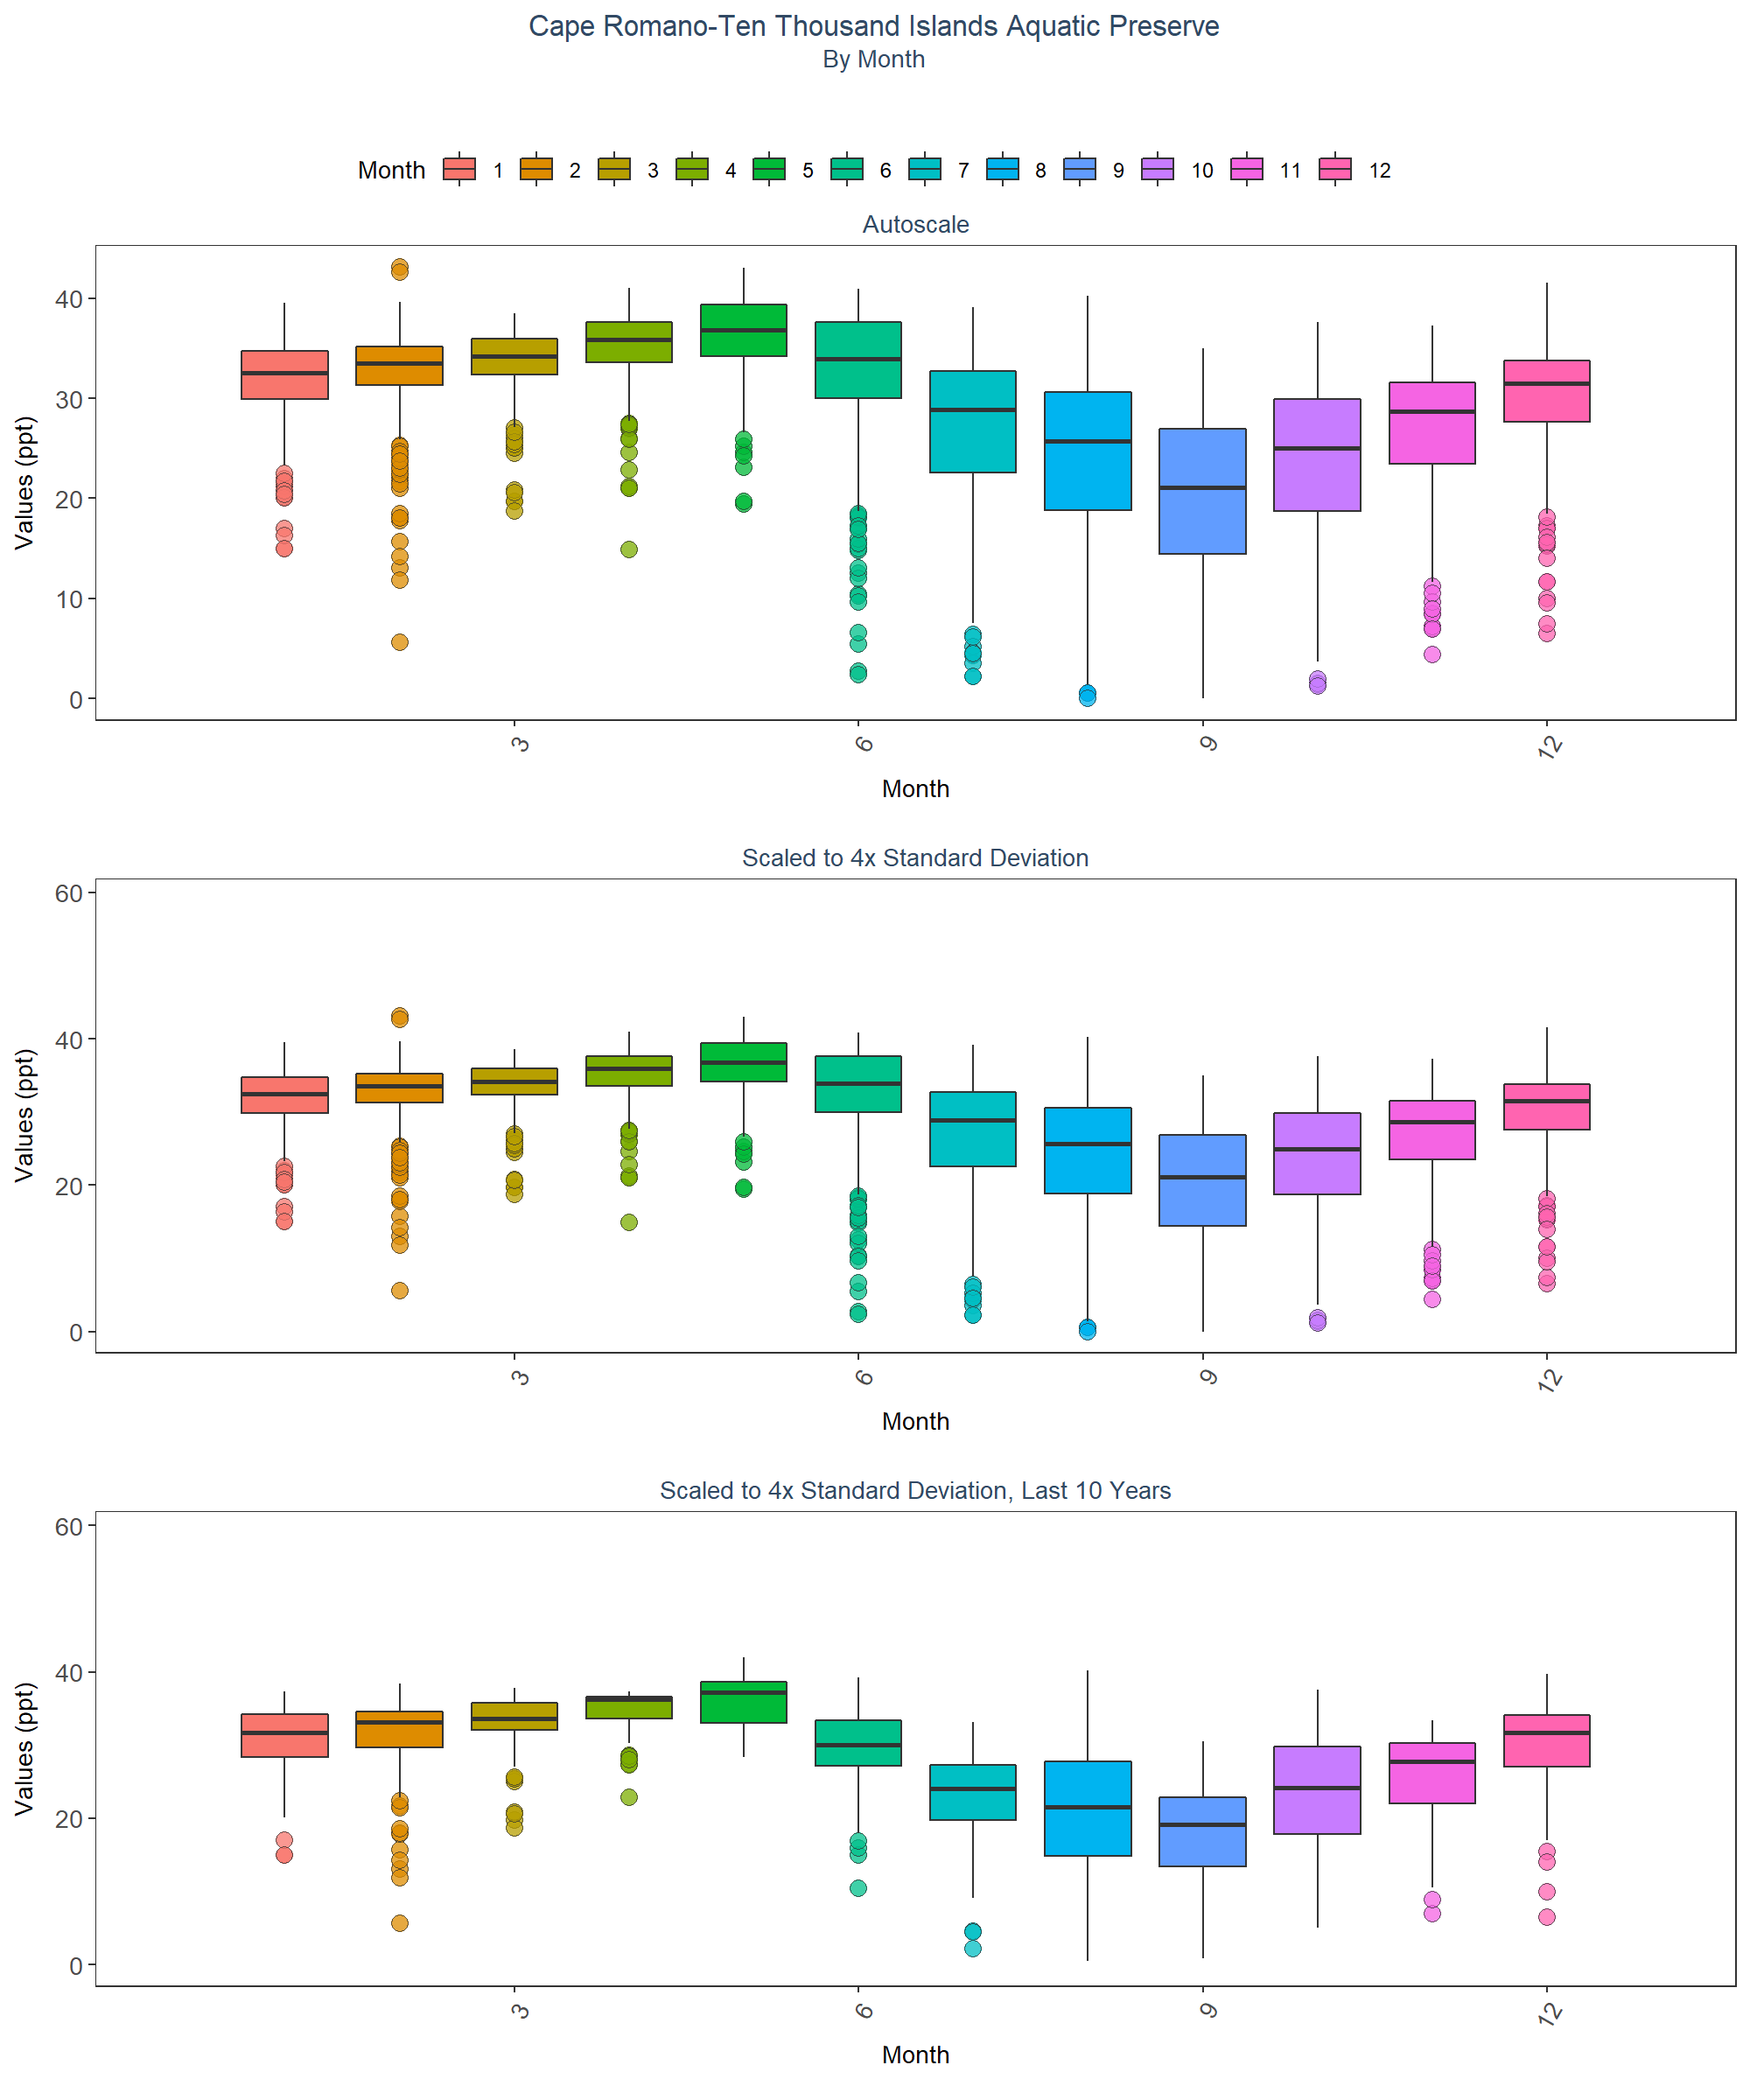 Cape Romano-Ten Thousand Islands Aquatic Preserve
By Month
Month 1 2 3 4 5 6 7 8 9 10 11 12
Autoscale
Values (ppt)
40
30
20
10
0
3 6 9 12
Month
Scaled to 4x Standard Deviation
Values (ppt)
60
40
20
0
3 6 9 12
Month
Scaled to 4x Standard Deviation, Last 10 Years
Values (ppt)
60
40
20
0
3 6 9 12
Month